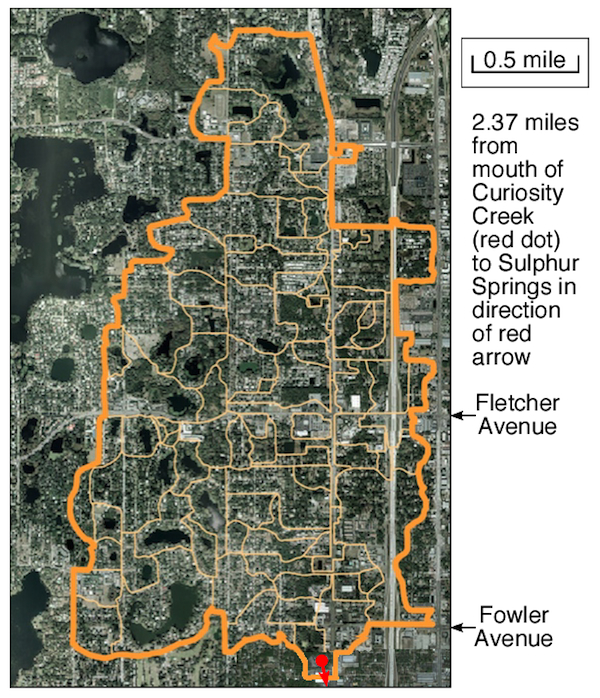 0.5 mile
2.37 miles
from
mouth of
Curiosity
Creek
(red dot)
to Sulphur
Springs in
direction
of red
arrow
Fletcher
Avenue
Fowler
Avenue